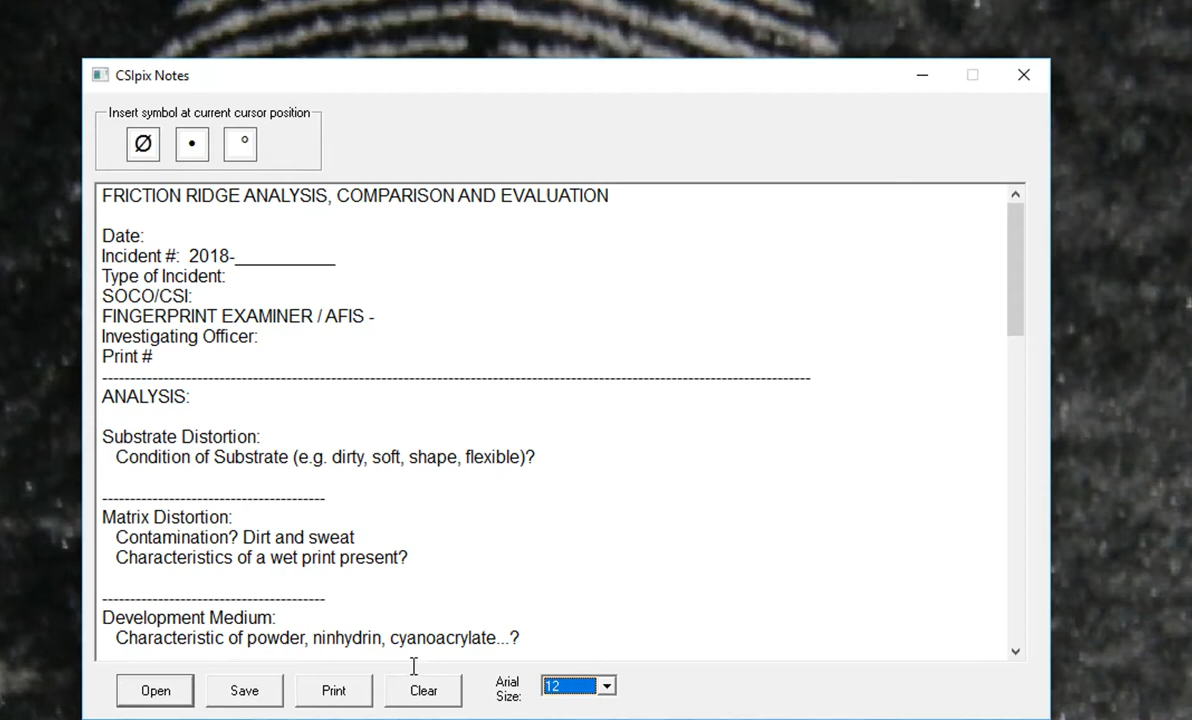 CSIpix Notes
Insert symbol at current cursor position
Ø • °
FRICTION RIDGE ANALYSIS, COMPARISON AND EVALUATION
Date:
Incident #: 2018-__________
Type of Incident:
SOCO/CSI:
FINGERPRINT EXAMINER / AFIS -
Investigating Officer:
Print #
--------------------------------------------------------------------------------------------------------------
ANALYSIS:
Substrate Distortion:
Condition of Substrate (e.g. dirty, soft, shape, flexible)?
-----------------------------------
Matrix Distortion:
Contamination? Dirt and sweat
Characteristics of a wet print present?
-----------------------------------
Development Medium:
Characteristic of powder, ninhydrin, cyanoacrylate...?
Open Save Print Clear Arial Size: 12